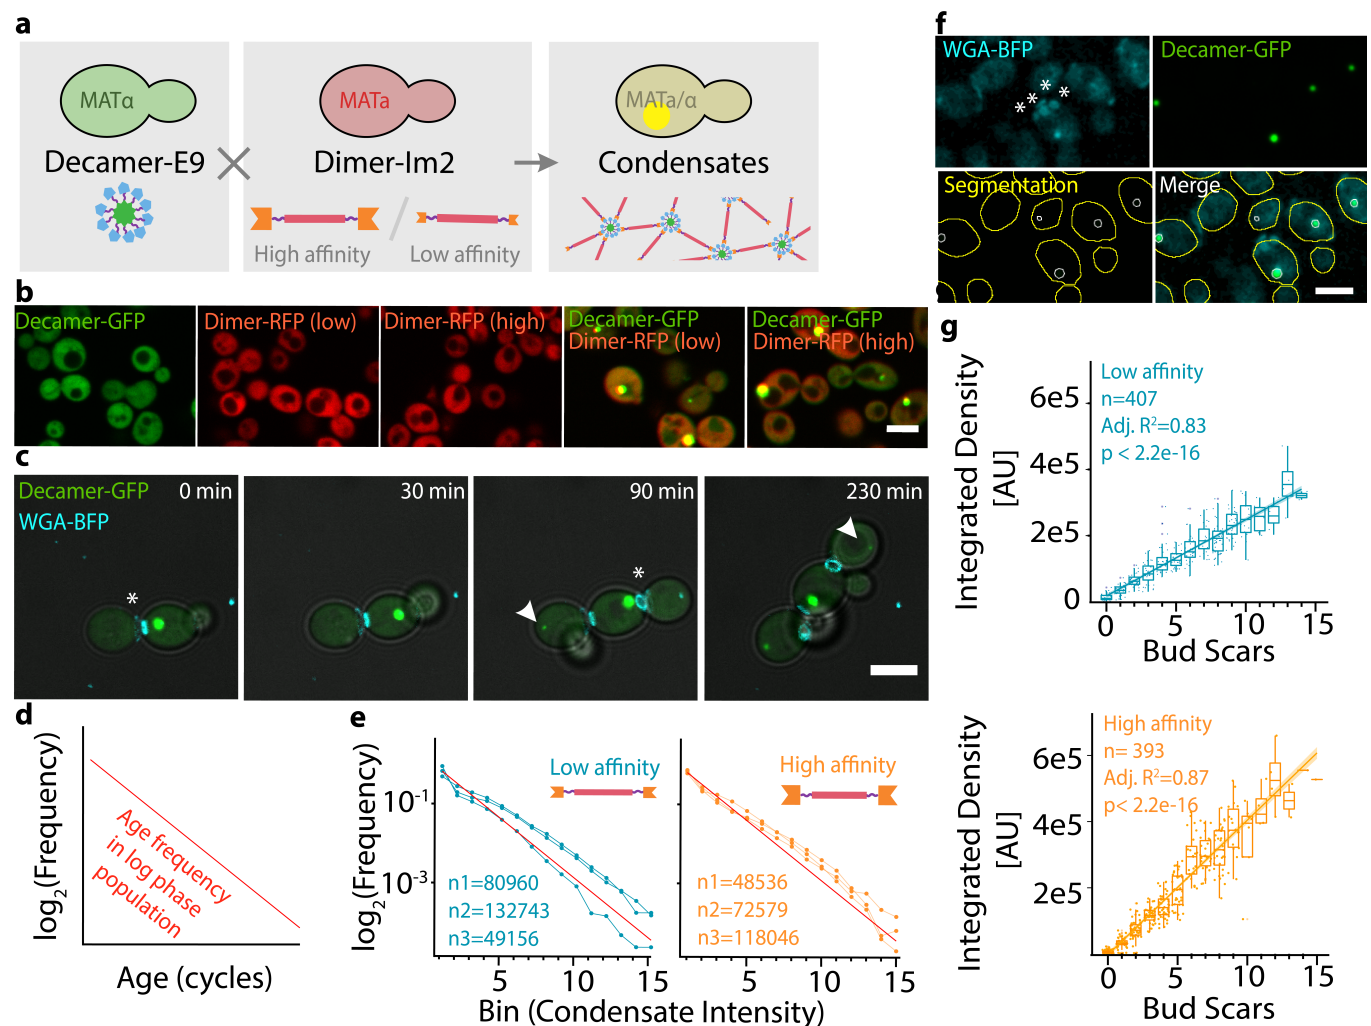 a
MATα
MATa
MATa/α
Decamer-E9
Dimer-Im2
Condensates
High affinity
Low affinity
b
Decamer-GFP
Dimer-RFP (low)
Dimer-RFP (high)
Decamer-GFP
Dimer-RFP (low)
Decamer-GFP
Dimer-RFP (high)
c
Decamer-GFP
WGA-BFP
0 min
*
30 min
90 min
*
230 min
d
log2(Frequency)
Age frequency
in log phase
population
Age (cycles)
e
log2(Frequency)
10-1
10-3
Low affinity
n1=80960
n2=132743
n3=49156
5
10
15
High affinity
n1=48536
n2=72579
n3=118046
5
10
15
Bin (Condensate Intensity)
f
WGA-BFP
* * * *
Decamer-GFP
Segmentation
Merge
g
Integrated Density
[AU]
6e5
4e5
2e5
0
Low affinity
n=407
Adj. R2=0.83
p < 2.2e-16
0
5
10
15
Bud Scars
Integrated Density
[AU]
6e5
4e5
2e5
High affinity
n= 393
Adj. R2=0.87
p< 2.2e-16
0
5
10
15
Bud Scars